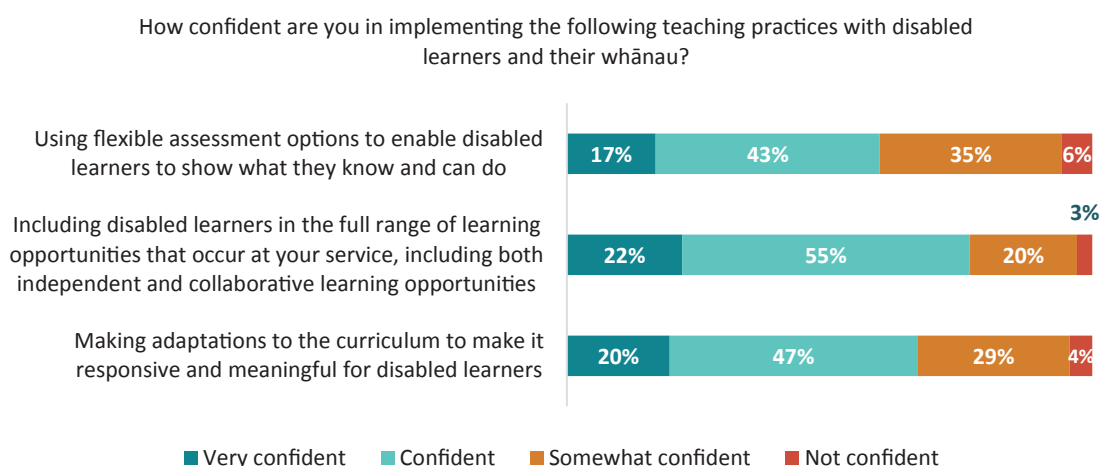 How confident are you in implementing the following teaching practices with disabled
learners and their whānau?
Using flexible assessment options to enable disabled
learners to show what they know and can do
17% 43% 35% 6%
3%
Including disabled learners in the full range of learning
opportunities that occur at your service, including both
independent and collaborative learning opportunities
22% 55% 20%
Making adaptations to the curriculum to make it
responsive and meaningful for disabled learners
20% 47% 29% 4%
Very confident Confident Somewhat confident Not confident